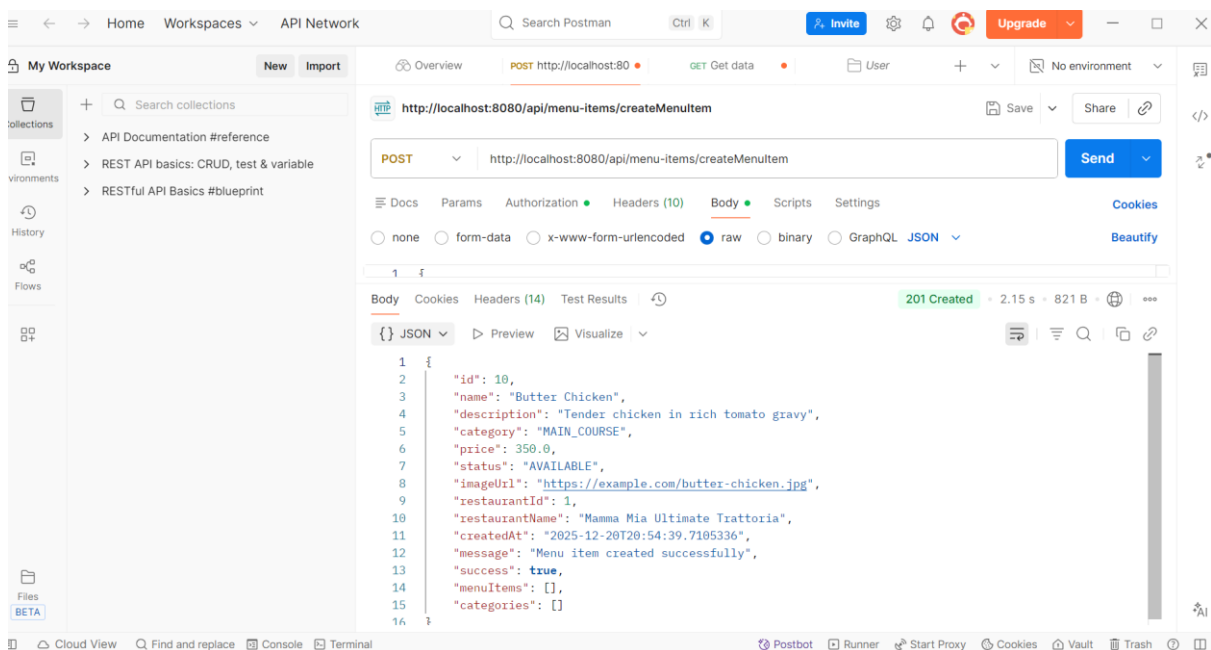 Home Workspaces API Network Search Postman Ctrl K Invite Upgrade
My Workspace New Import Overview POST http://localhost:80 GET Get data User No environment
Collections
Search collections
API Documentation #reference
REST API basics: CRUD, test & variable
RESTful API Basics #blueprint
vironments
History
Flows
Files
BETA
HTTP http://localhost:8080/api/menu-items/createMenuItem Save Share
POST http://localhost:8080/api/menu-items/createMenuItem Send
Docs Params Authorization Headers (10) Body Scripts Settings Cookies
none form-data x-www-form-urlencoded raw binary GraphQL JSON Beautify
1 {
Body Cookies Headers (14) Test Results 201 Created 2.15 s 821 B
{} JSON Preview Visualize
1 {
2 "id": 10,
3 "name": "Butter Chicken",
4 "description": "Tender chicken in rich tomato gravy",
5 "category": "MAIN_COURSE",
6 "price": 350.0,
7 "status": "AVAILABLE",
8 "imageUrl": "https://example.com/butter-chicken.jpg",
9 "restaurantId": 1,
10 "restaurantName": "Mamma Mia Ultimate Trattoria",
11 "createdAt": "2025-12-20T20:54:39.7105336",
12 "message": "Menu item created successfully",
13 "success": true,
14 "menuItems": [],
15 "categories": []
16 }
AI
Cloud View Find and replace Console Terminal Postbot Runner Start Proxy Cookies Vault Trash